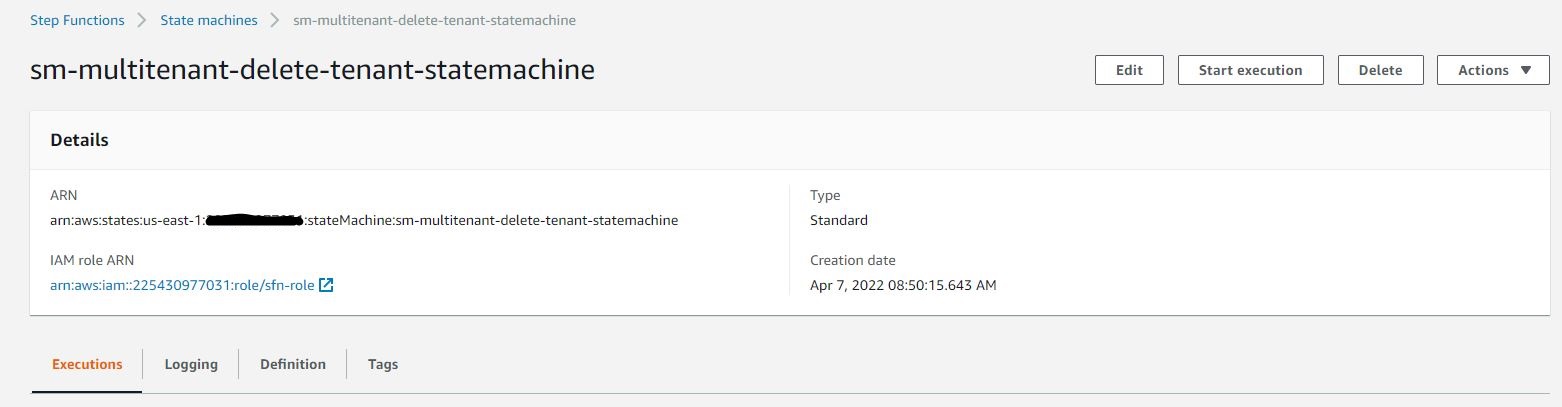 Step Functions > State machines > sm-multitenant-delete-tenant-statemachine
sm-multitenant-delete-tenant-statemachine
Edit
Start execution
Delete
Actions
Details
ARN
arn:aws:states:us-east-1: :stateMachine:sm-multitenant-delete-tenant-statemachine
Type
Standard
IAM role ARN
arn:aws:iam::225430977031:role/sfn-role
Creation date
Apr 7, 2022 08:50:15.643 AM
Executions
Logging
Definition
Tags